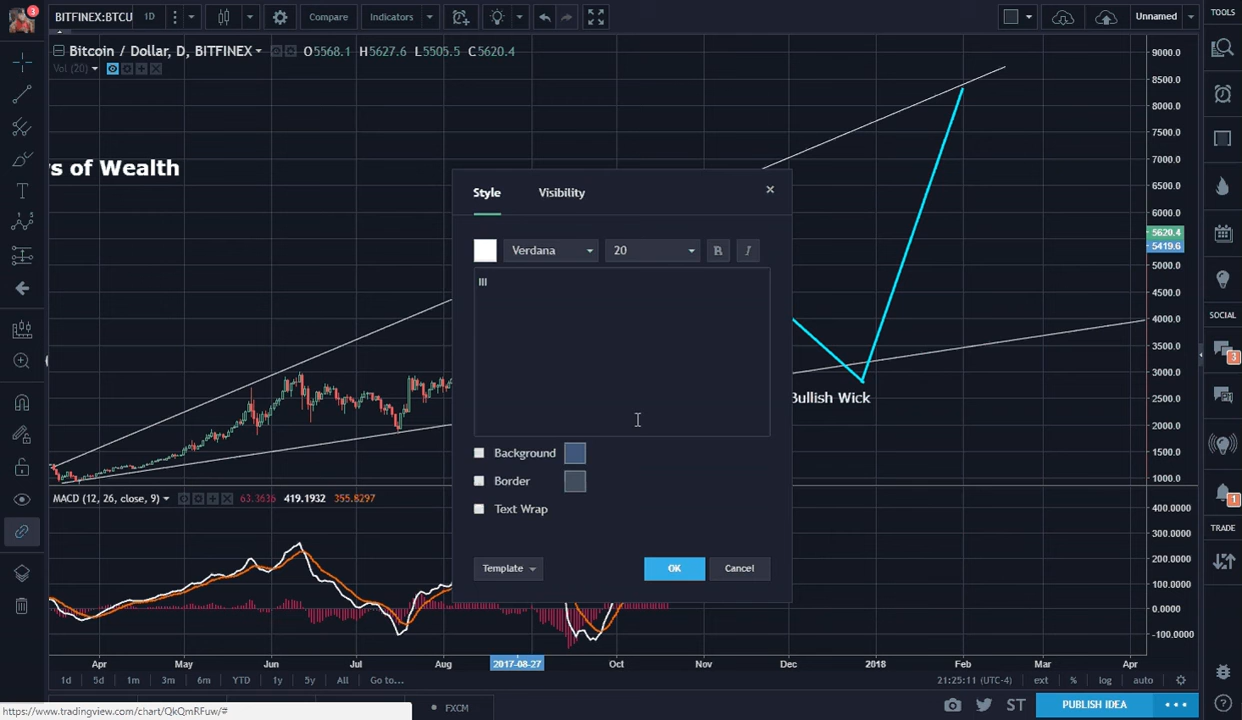 3
BITFINEX:BTCU
1D
Compare
Indicators
Unnamed
TOOLS
Bitcoin / Dollar, D, BITFINEX
O5568.1 H5627.6 L5505.5 C5620.4
Vol (20)
s of Wealth
9000.0
8500.0
8000.0
7500.0
7000.0
6500.0
6000.0
5620.4
5419.6
5000.0
4500.0
4000.0
3500.0
3000.0
2500.0
2000.0
1500.0
1000.0
Style
Visibility
Verdana
20
B
I
III
Background
Border
Text Wrap
Template
OK
Cancel
Bullish Wick
SOCIAL
3
1
TRADE
MACD (12, 26, close, 9)
63.3636 419.1932 355.8297
400.0000
300.0000
200.0000
100.0000
0.0000
-100.0000
Apr
May
Jun
Jul
Aug
2017-08-27
Oct
Nov
Dec
2018
Feb
Mar
Apr
1d
5d
1m
3m
6m
YTD
1y
5y
All
Go to...
21:25:11 (UTC-4)
ext
%
log
auto
https://www.tradingview.com/chart/QkQmRFuw/#
FXCM
ST
PUBLISH IDEA